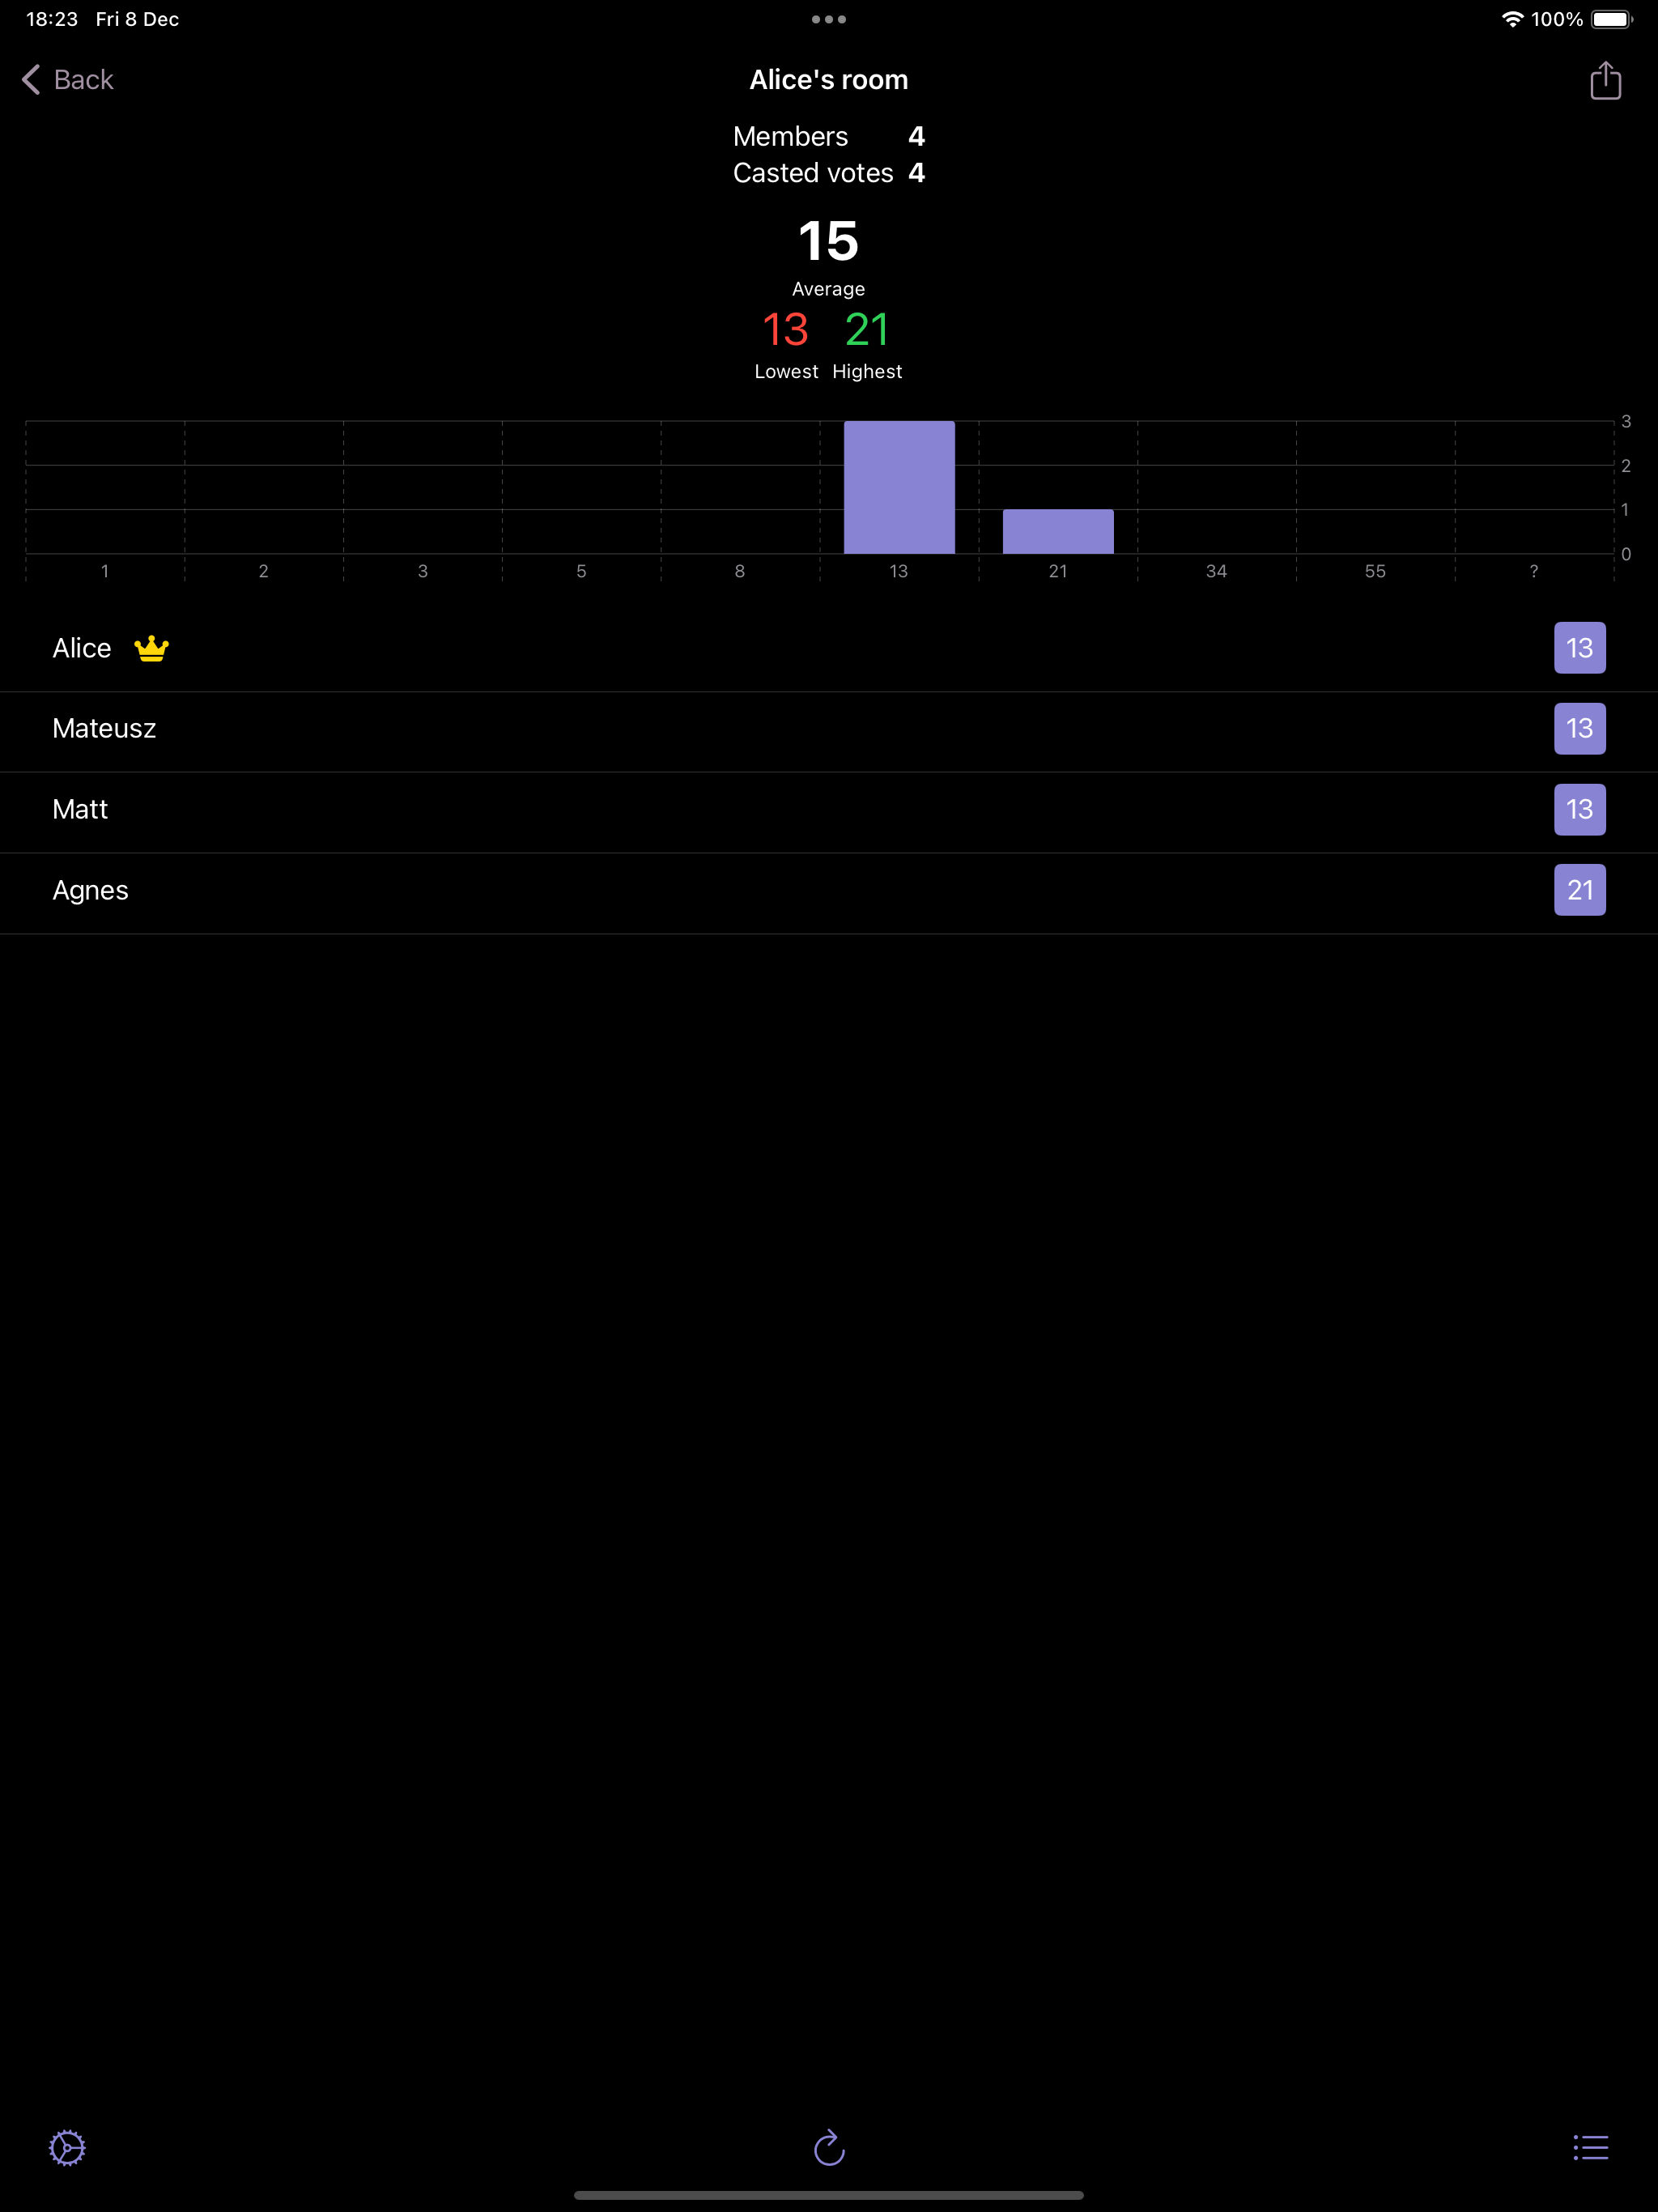 18:23 Fri 8 Dec 100%
Back Alice's room
Members 4
Casted votes 4
15
Average
13 21
Lowest Highest
3
2
1
0
1 2 3 5 8 13 21 34 55 ?
Alice 13
Mateusz 13
Matt 13
Agnes 21